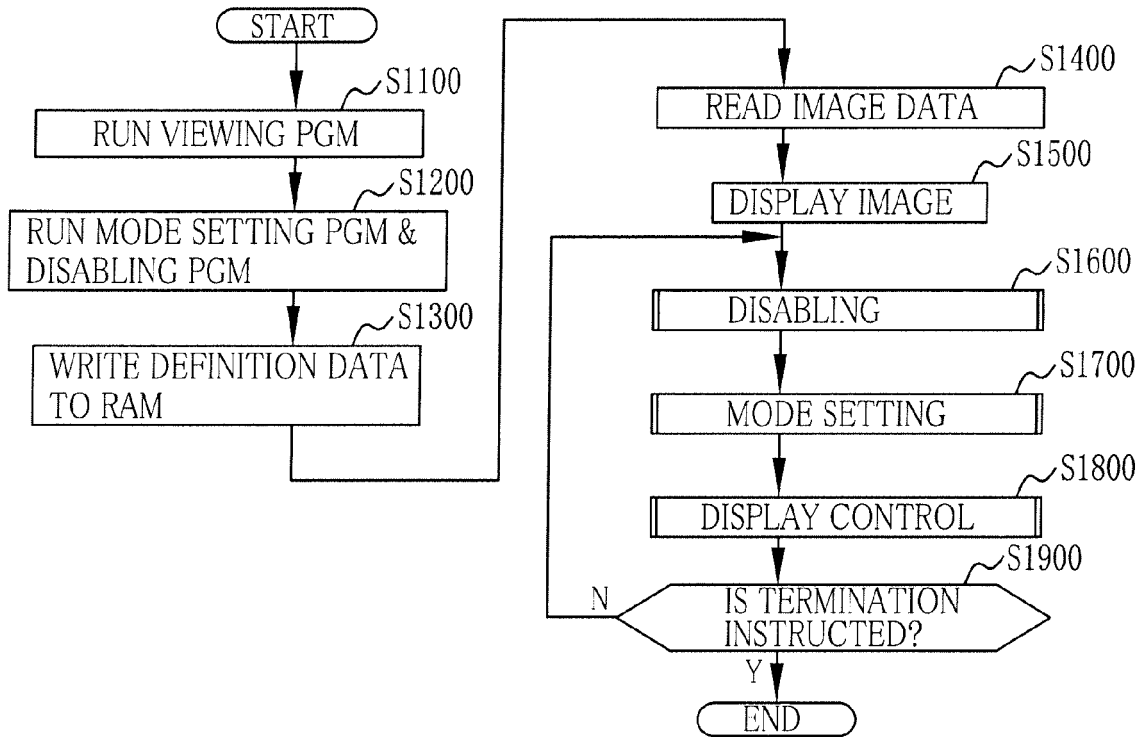 START
S1100
RUN VIEWING PGM
S1200
RUN MODE SETTING PGM &
DISABLING PGM
S1300
WRITE DEFINITION DATA
TO RAM
S1400
READ IMAGE DATA
S1500
DISPLAY IMAGE
S1600
DISABLING
S1700
MODE SETTING
S1800
DISPLAY CONTROL
S1900
IS TERMINATION
INSTRUCTED?
N
Y
END